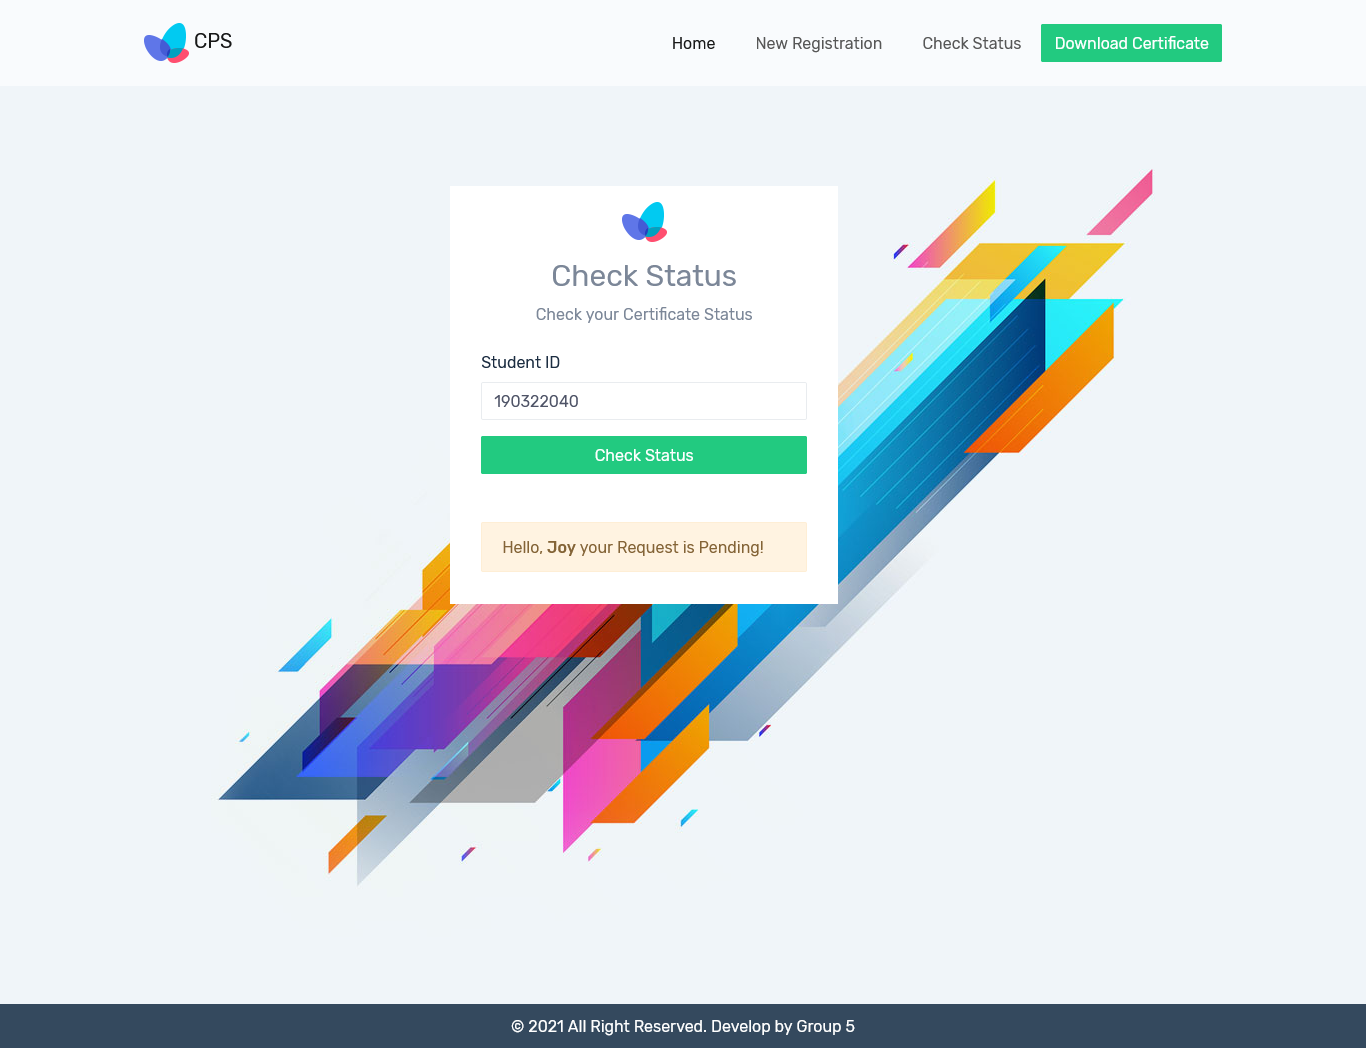 CPS
Home
New Registration
Check Status
Download Certificate
Check Status
Check your Certificate Status
Student ID
190322040
Check Status
Hello, Joy your Request is Pending!
© 2021 All Right Reserved. Develop by Group 5